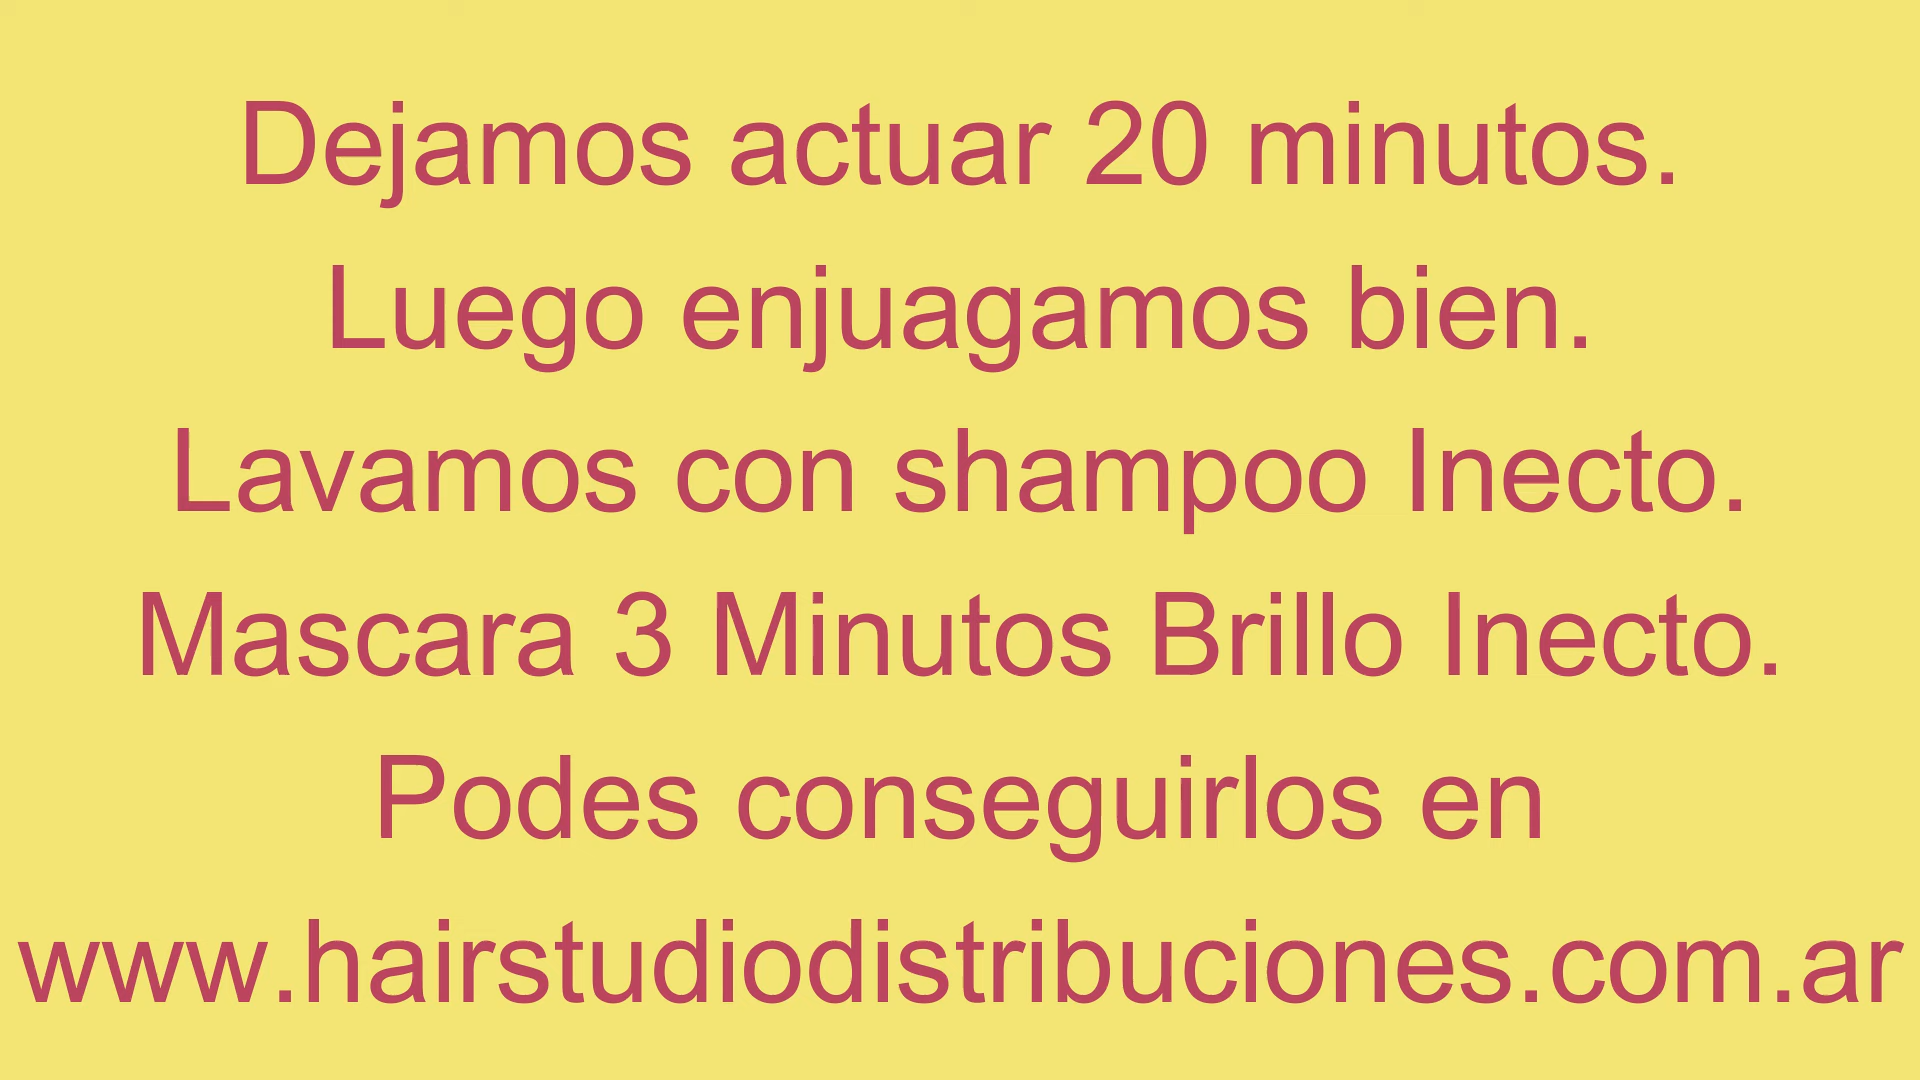 Dejamos actuar 20 minutos.
Luego enjuagamos bien.
Lavamos con shampoo Inecto.
Mascara 3 Minutos Brillo Inecto.
Podes conseguirlos en
www.hairstudiodistribuciones.com.ar